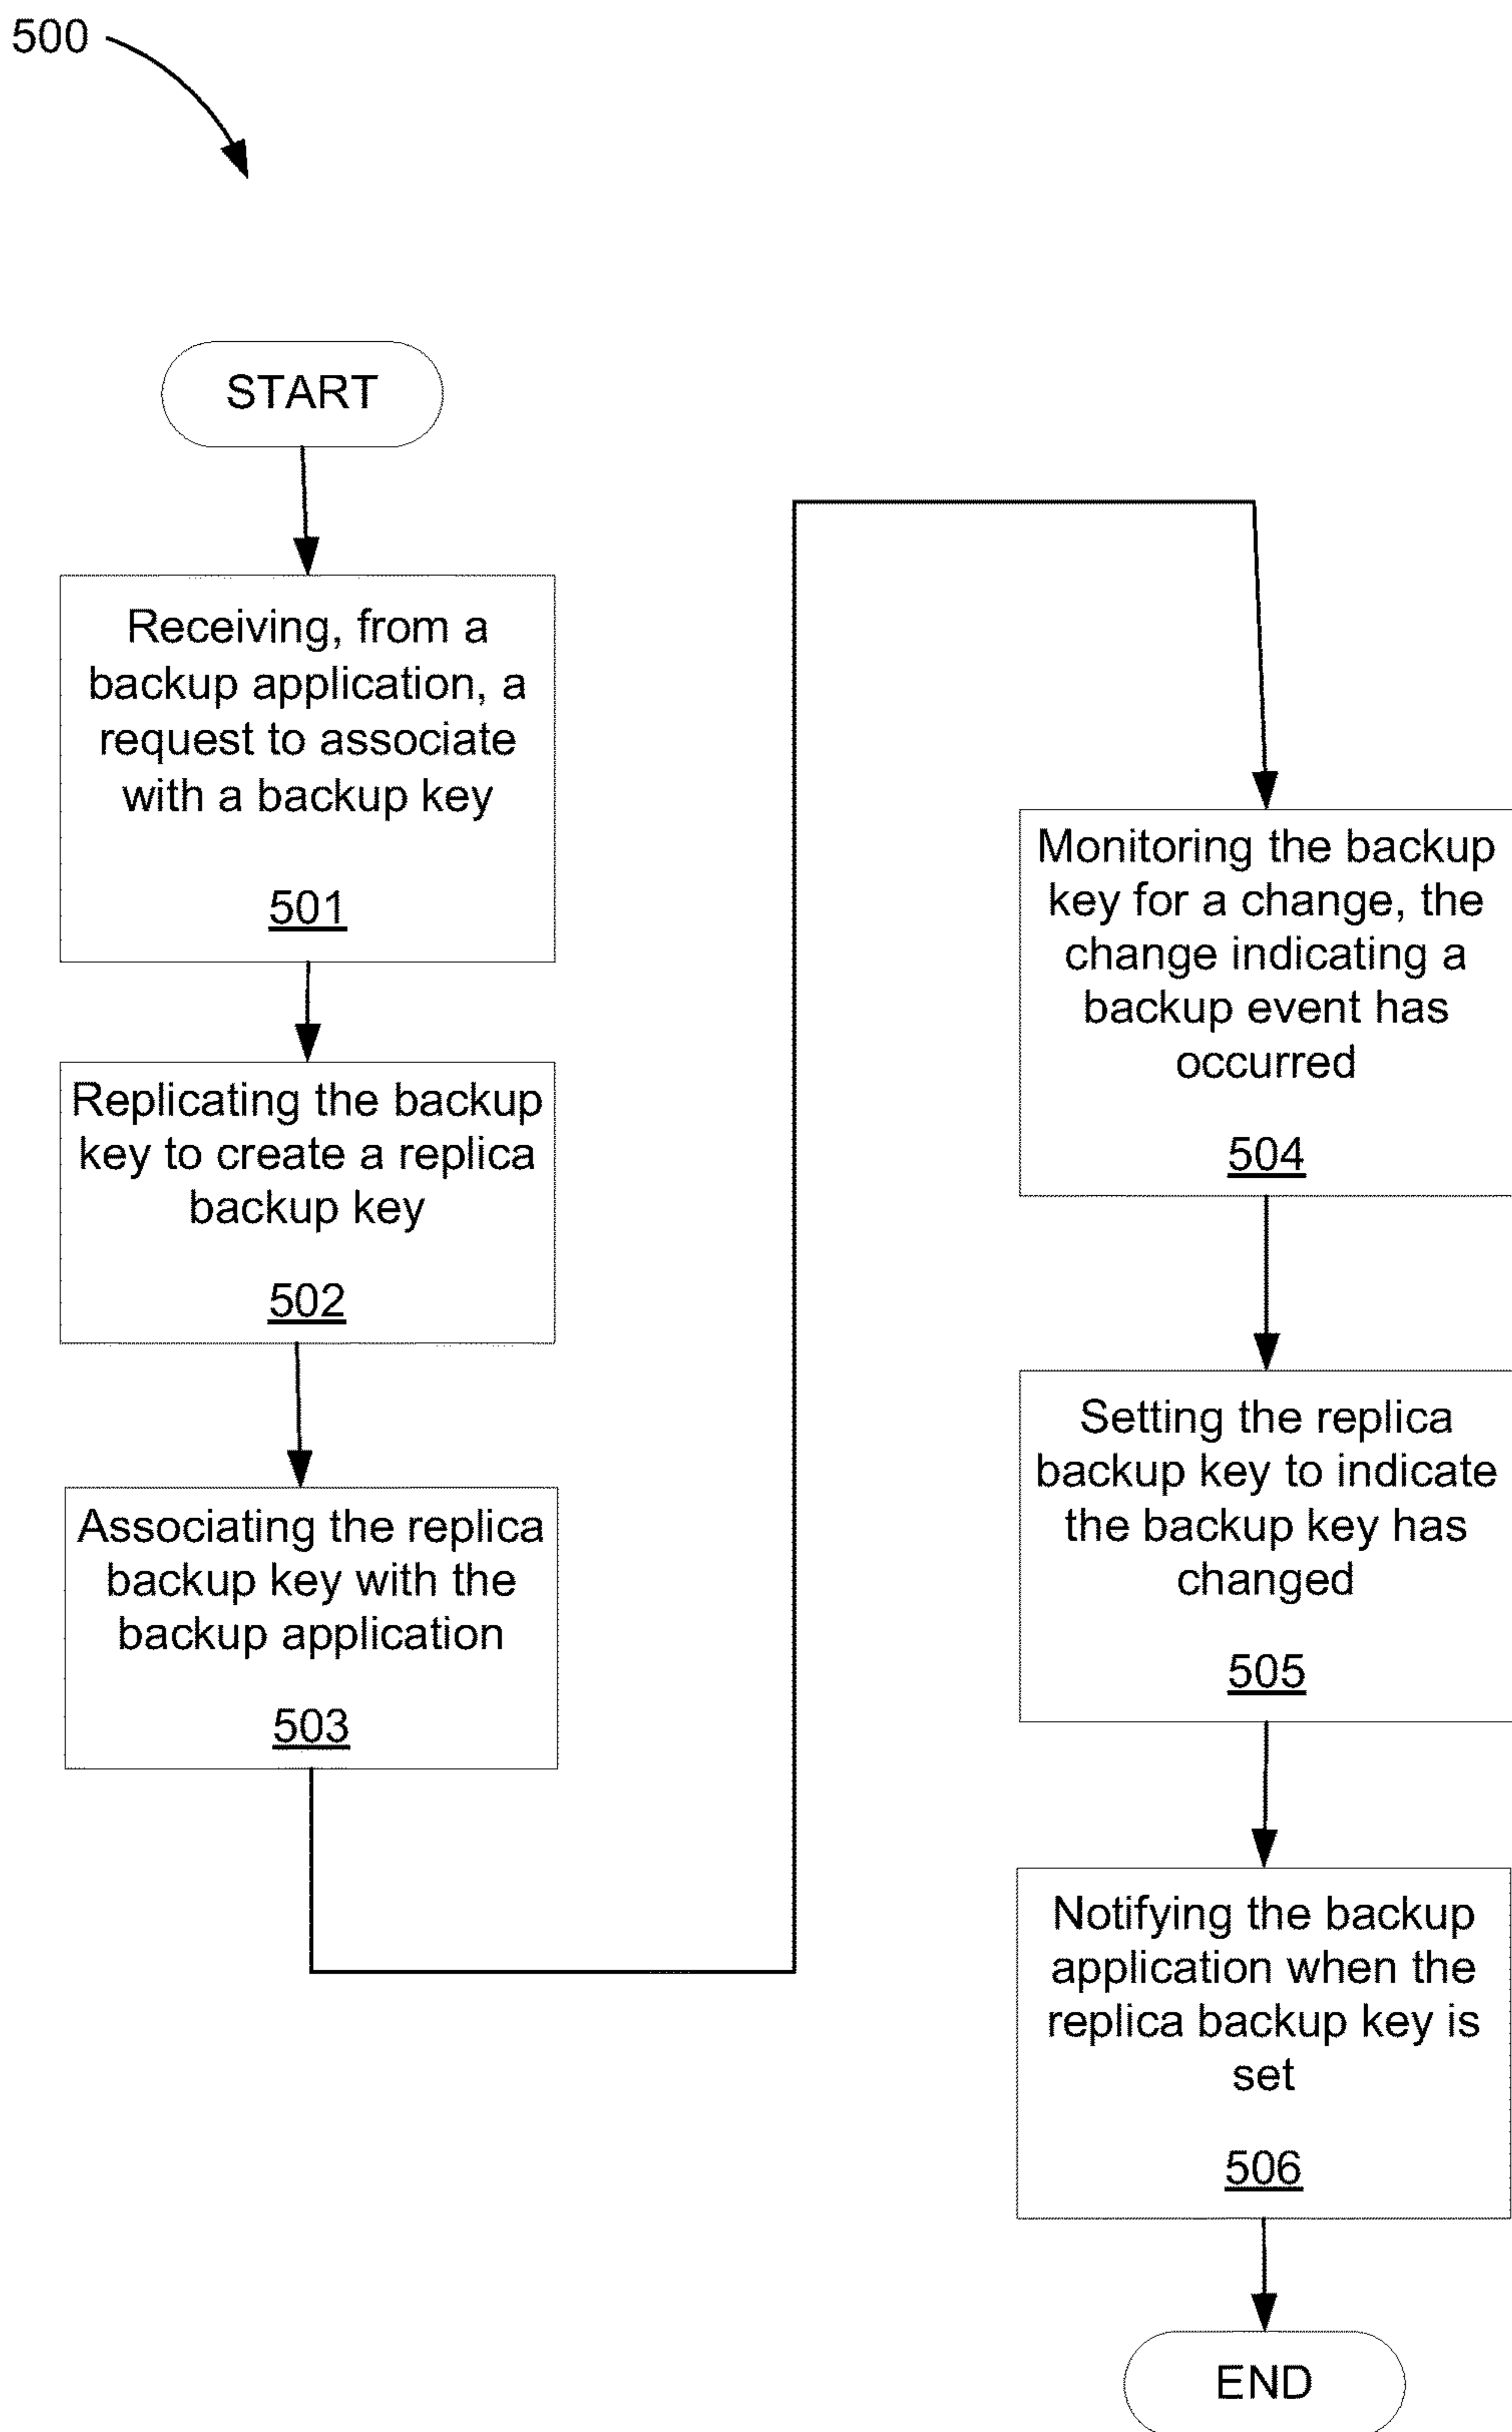 500
START
Receiving, from a
backup application, a
request to associate
with a backup key
501
Replicating the backup
key to create a replica
backup key
502
Associating the replica
backup key with the
backup application
503
Monitoring the backup
key for a change, the
change indicating a
backup event has
occurred
504
Setting the replica
backup key to indicate
the backup key has
changed
505
Notifying the backup
application when the
replica backup key is
set
506
END